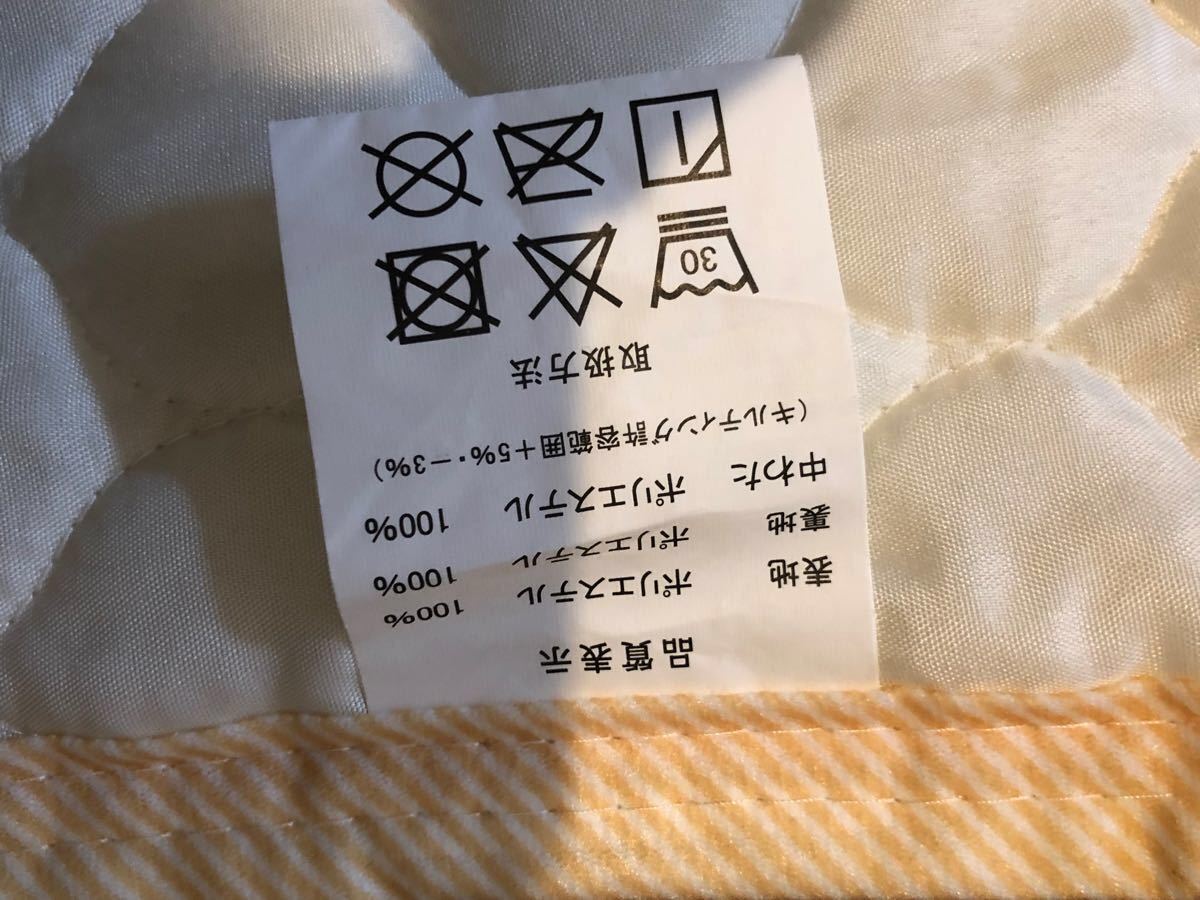 品質表示
表地 ポリエステル 100%
裏地 ポリエステル 100%
中わた ポリエステル 100%
(キルティング許容範囲+5%・-3%)
取扱方法
30